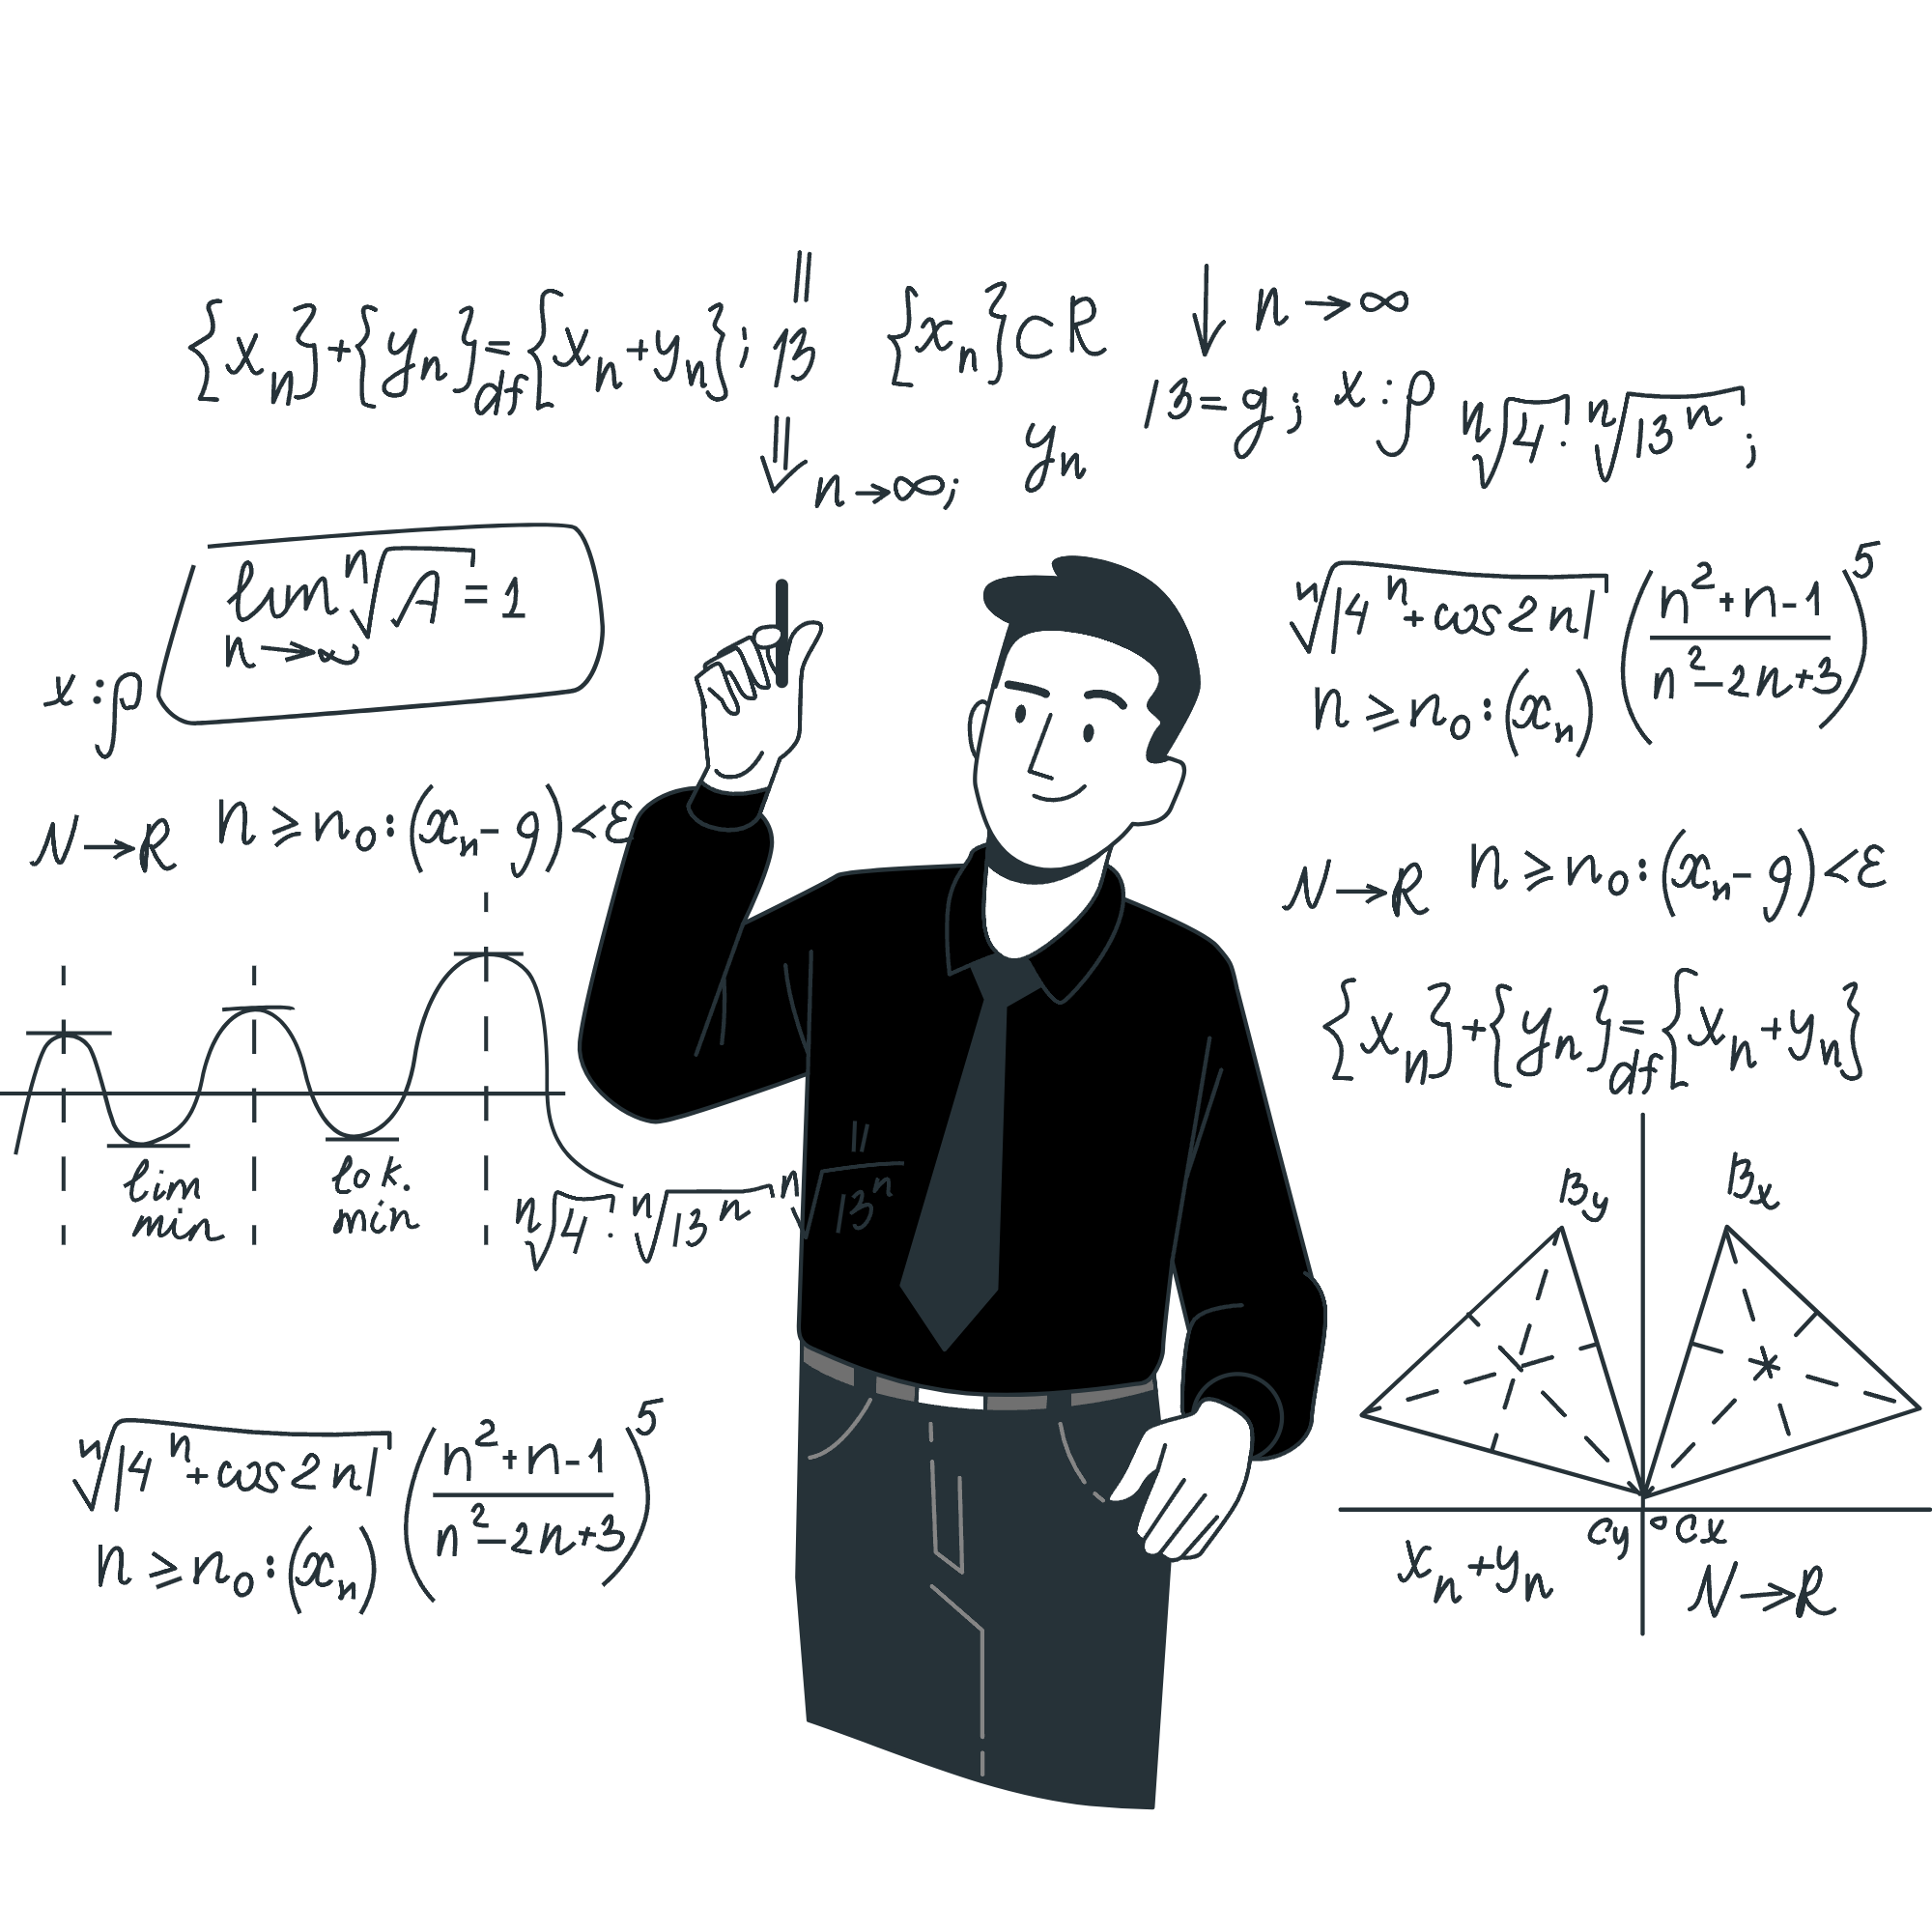 {xₙ}+{yₙ}=df{xₙ+yₙ}; 13
n→∞;
{xₙ}⊂R
yₙ
n→∞
13=g; x:ρ ⁿ√4: ⁿ√13ⁿ;
lim n→∞ ⁿ√A=1
x:ρ
N→R n≥n₀:(xₙ-g)<ε
lim
min
lok.
min
ⁿ√4: ⁿ√13ⁿ ⁿ√13ⁿ
ⁿ√|4ⁿ+cos2n| ((n²+n-1)/(n²-2n+3))⁵
n≥n₀:(xₙ)
ⁿ√|4ⁿ+cos2n| ((n²+n-1)/(n²-2n+3))⁵
n≥n₀:(xₙ)
N→R n≥n₀:(xₙ-g)<ε
{xₙ}+{yₙ}=df{xₙ+yₙ}
By Bx
Cy Cx
xₙ+yₙ N→R